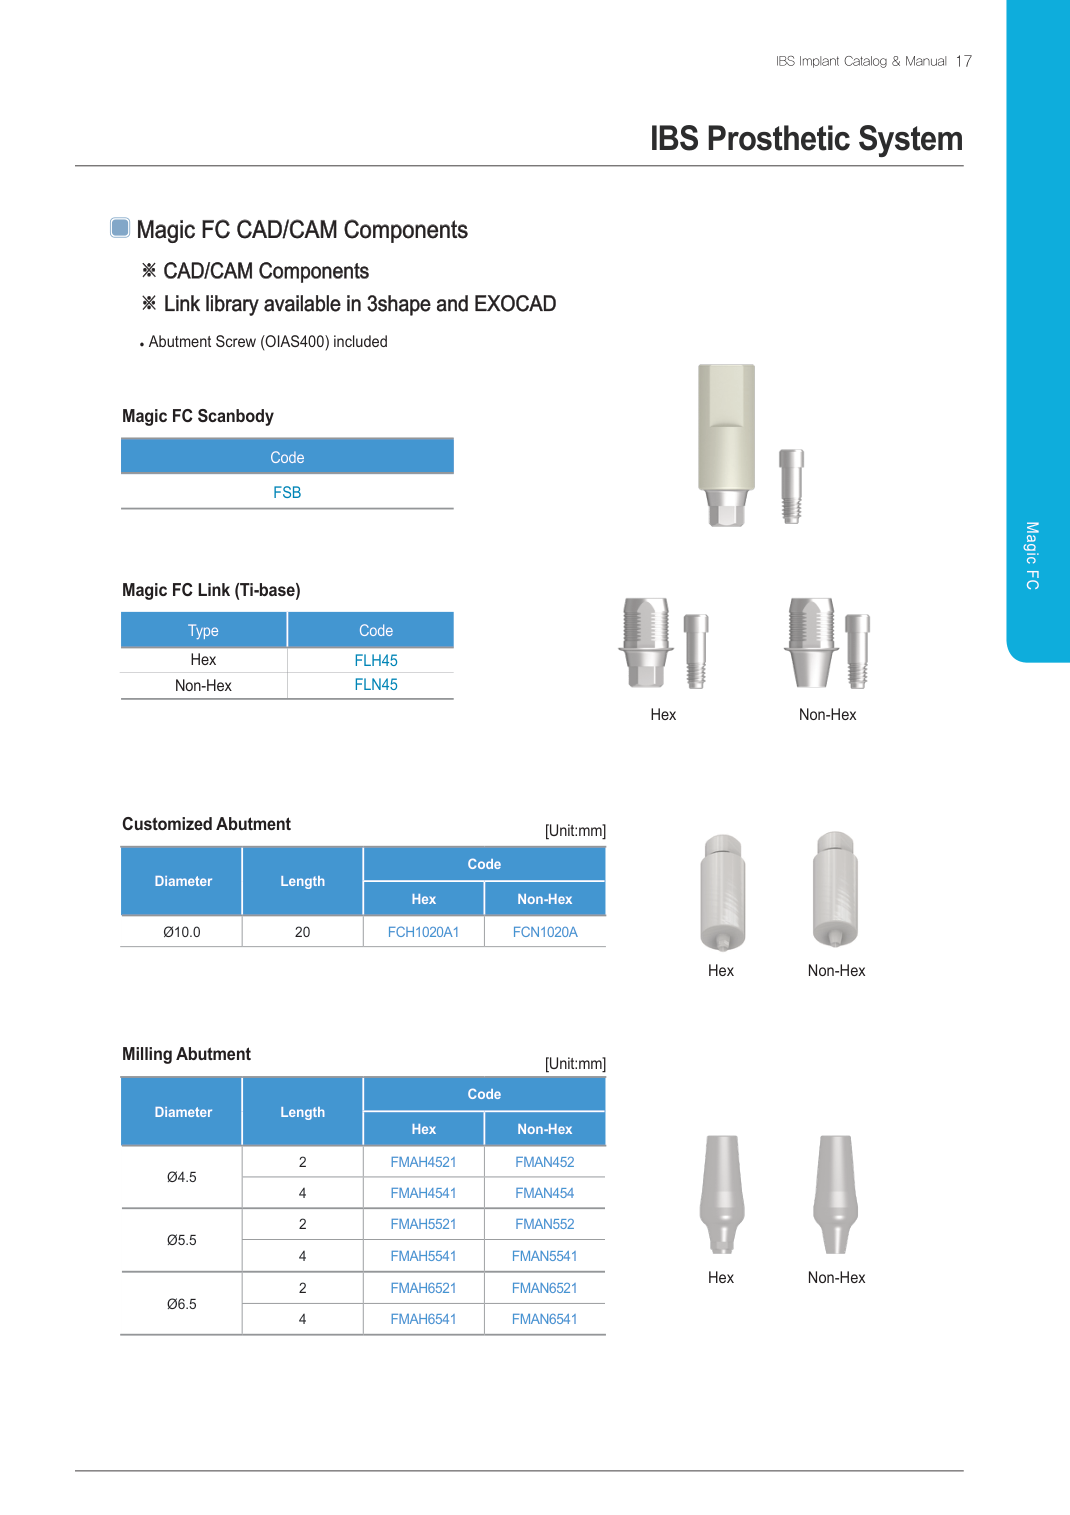 IBS Implant Catalog & Manual 17
IBS Prosthetic System
Magic FC CAD/CAM Components
※ CAD/CAM Components
※ Link library available in 3shape and EXOCAD
• Abutment Screw (OIAS400) included
Magic FC Scanbody
Code
FSB
Magic FC
Magic FC Link (Ti-base)
Type Code
Hex FLH45
Non-Hex FLN45
Hex Non-Hex
Customized Abutment [Unit:mm]
Diameter Length Code
Hex Non-Hex
Ø10.0 20 FCH1020A1 FCN1020A
Hex Non-Hex
Milling Abutment [Unit:mm]
Diameter Length Code
Hex Non-Hex
Ø4.5 2 FMAH4521 FMAN452
4 FMAH4541 FMAN454
Ø5.5 2 FMAH5521 FMAN552
4 FMAH5541 FMAN5541
Ø6.5 2 FMAH6521 FMAN6521
4 FMAH6541 FMAN6541
Hex Non-Hex